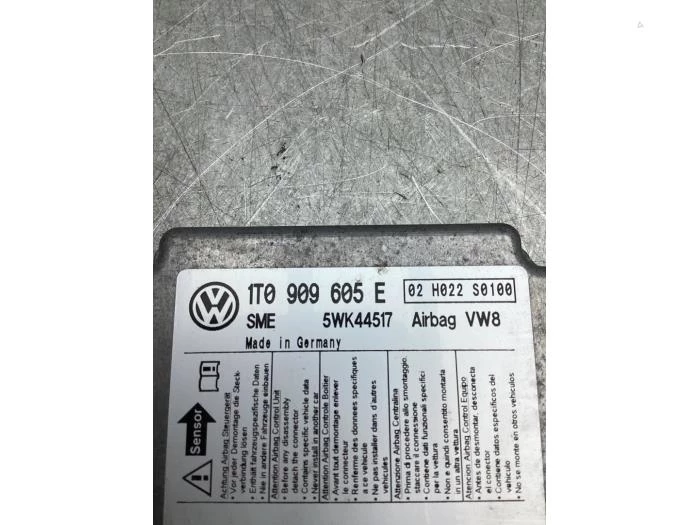 1T0 909 605 E
02 H022 S0100
SME
5WK44517
Airbag VW8
Made in Germany
Sensor
Achtung Airbag Steuergerät
• Vor jeder Demontage die Steck-
verbindung lösen
• Enthält fahrzeugspezifische Daten
• Nie in andere Fahrzeuge einbauen
Attention Airbag Control Unit
• Before any disassembly
detach the connector
• Contains specific vehicle data
• Never install in another car
Attention Airbag Controle Boitier
• Avant tout demontage enlever
le connecteur
• Renferme des donnees specifiques
a ce vehicule
• Ne pas installer dans d'autres
vehicules
Attenzione Airbag Centralina
• Prima di procedere allo smontaggio,
staccare il connessione
• Contiene dati funzionali specifici
per la vettura
• Non e quindi consentito montarla
in un altra vettura
Atencion Airbag Control Equipo
• Antes de desmontar, desconecta
el conector
• Contiene datos especificos del
vehiculo
• No se monte en otros vehiculos